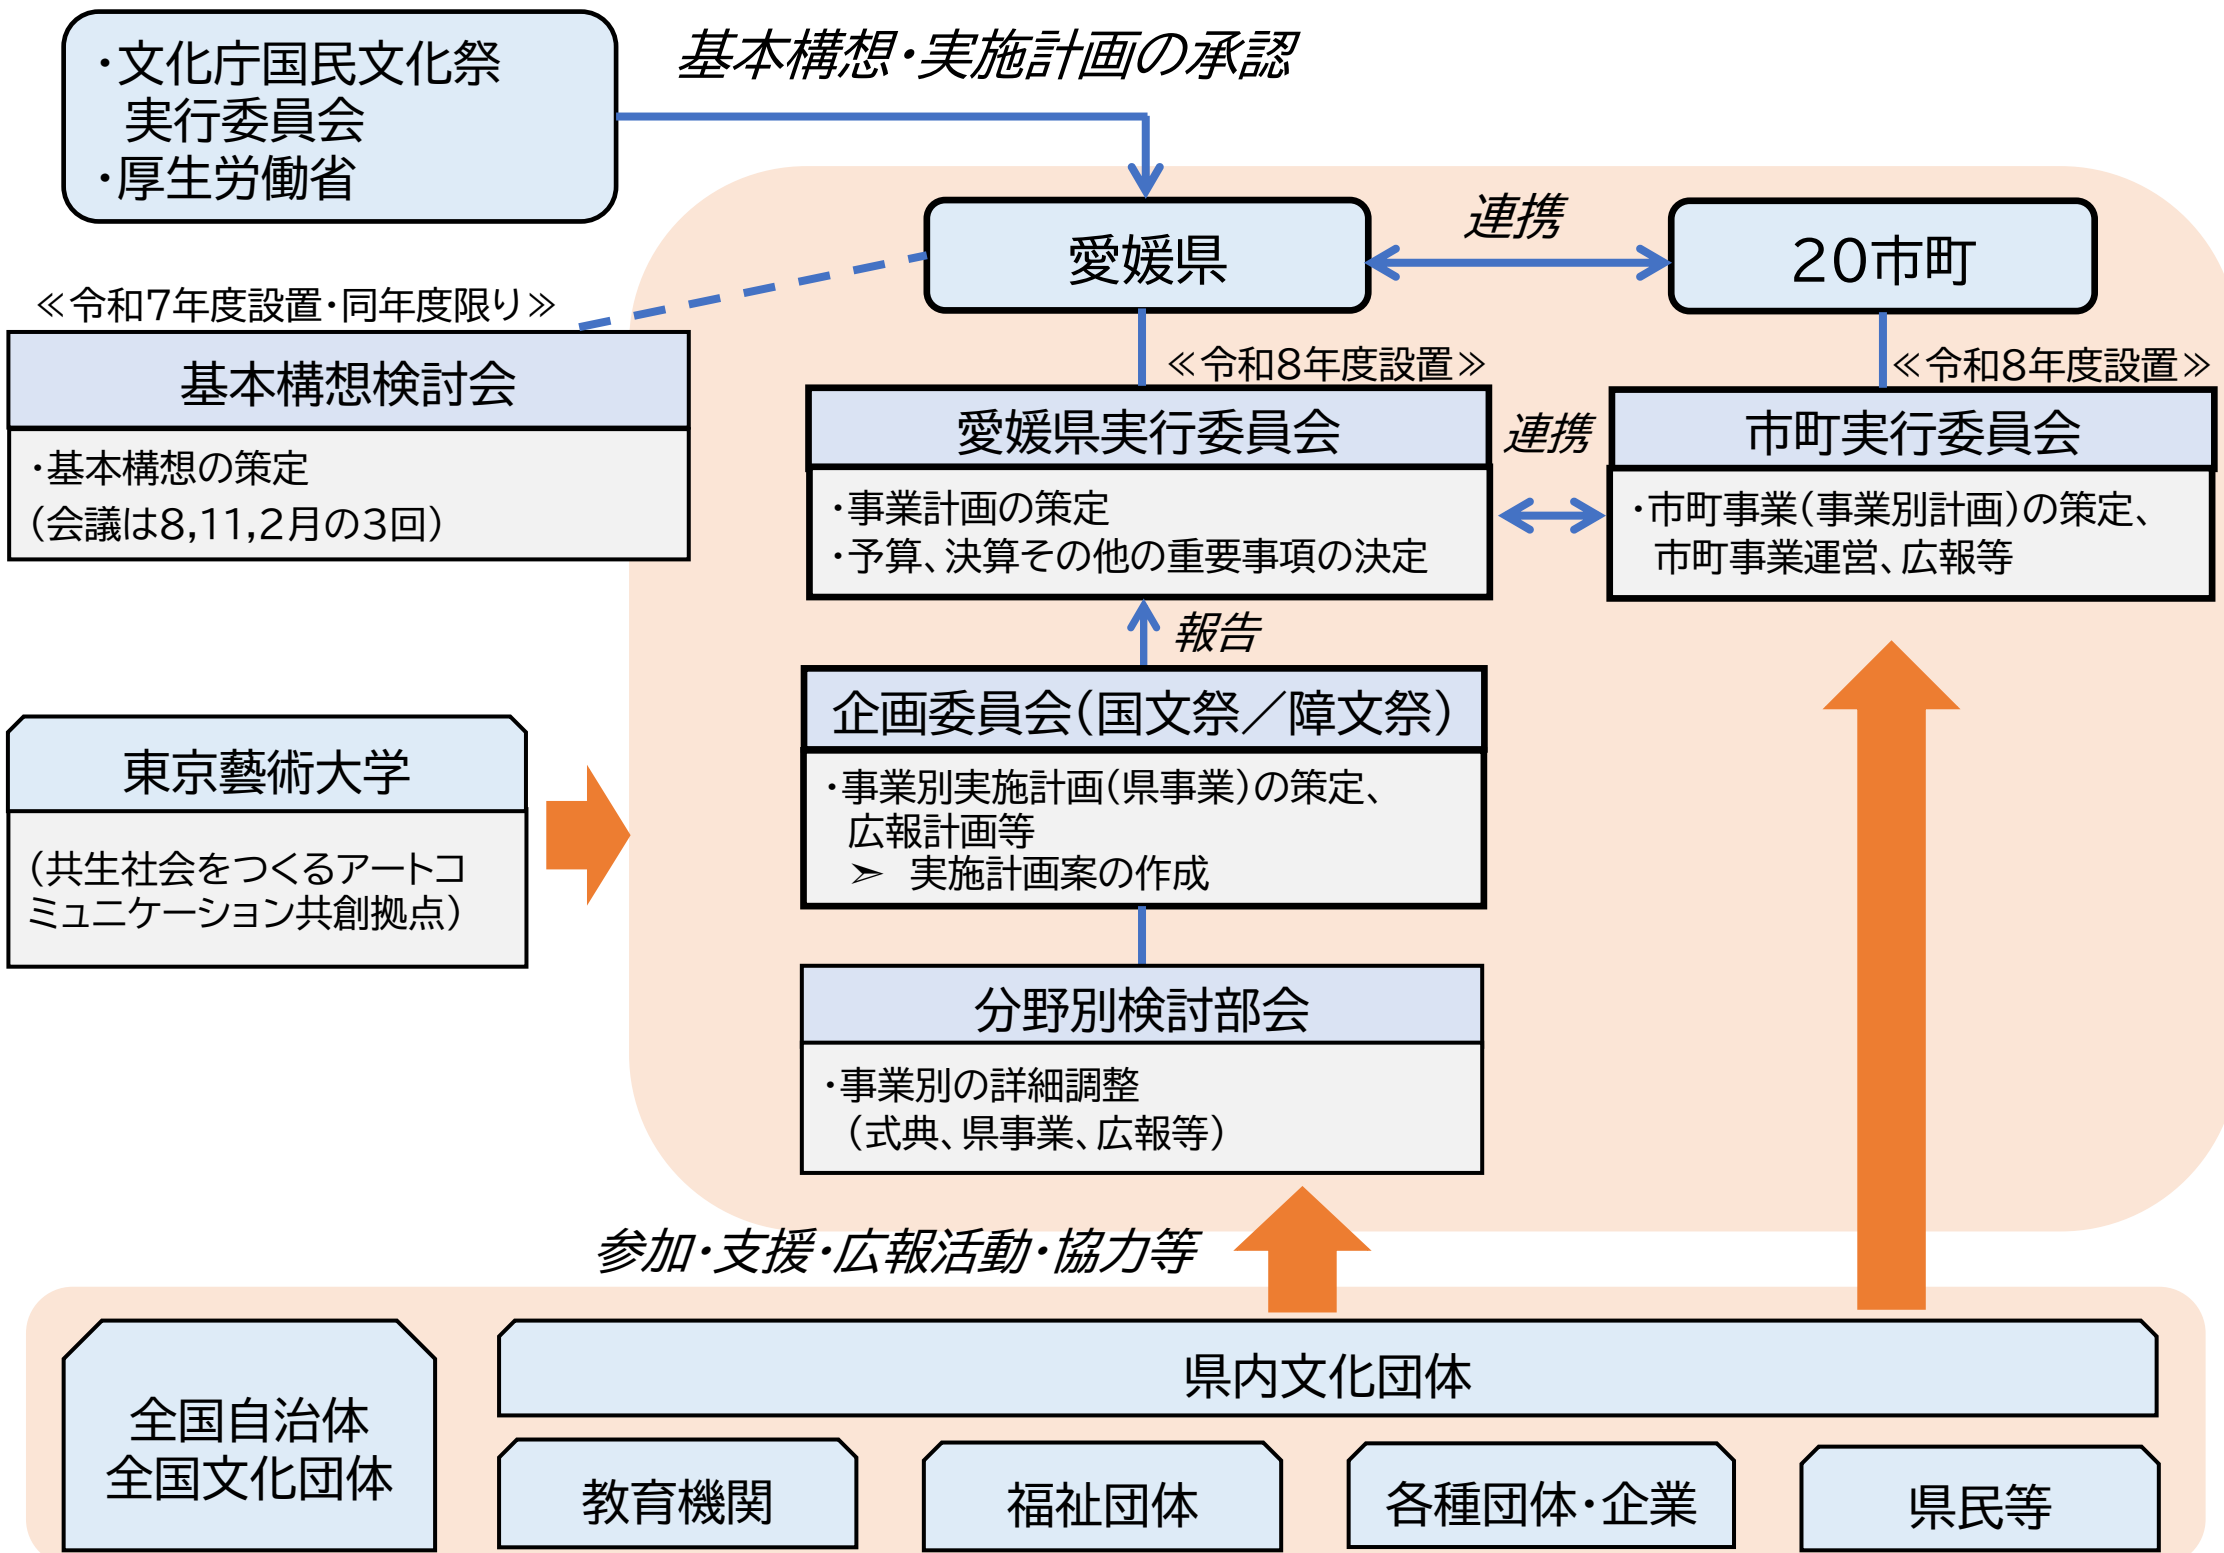 ・文化庁国民文化祭
実行委員会
・厚生労働省
基本構想・実施計画の承認
愛媛県
連携
20市町
≪令和7年度設置・同年度限り≫
基本構想検討会
・基本構想の策定
（会議は8,11,2月の3回）
≪令和8年度設置≫
愛媛県実行委員会
・事業計画の策定
・予算、決算その他の重要事項の決定
連携
≪令和8年度設置≫
市町実行委員会
・市町事業（事業別計画）の策定、
市町事業運営、広報等
報告
企画委員会（国文祭／障文祭）
・事業別実施計画（県事業）の策定、
広報計画等
➢ 実施計画案の作成
東京藝術大学
（共生社会をつくるアートコ
ミュニケーション共創拠点）
分野別検討部会
・事業別の詳細調整
（式典、県事業、広報等）
参加・支援・広報活動・協力等
全国自治体
全国文化団体
県内文化団体
教育機関
福祉団体
各種団体・企業
県民等